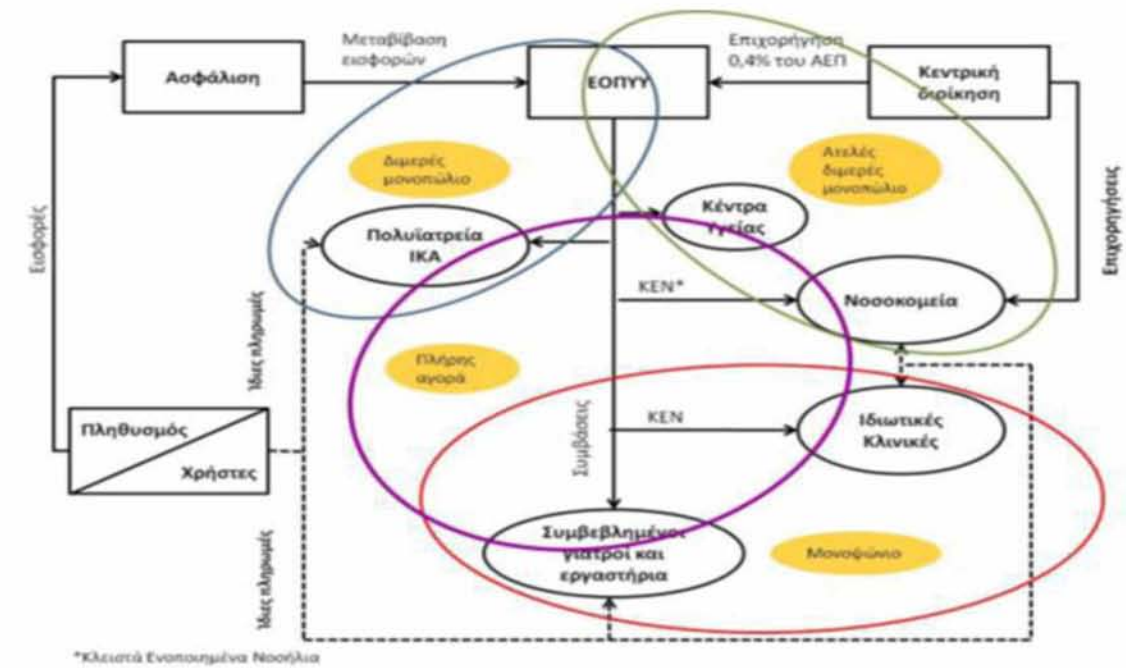 Μεταβίβαση
εισφορών
Επιχορήγηση
0,4% του ΑΕΠ
Ασφάλιση
ΕΟΠΥΥ
Κεντρική
διοίκηση
Διμερές
μονοπώλιο
Ατελές
διμερές
μονοπώλιο
Εισφορές
Επιχορηγήσεις
Πολυϊατρεία
ΙΚΑ
Κέντρα
Υγείας
ΚΕΝ*
Νοσοκομεία
Ίδιες πληρωμές
Πλήρης
αγορά
Πληθυσμός
Χρήστες
Συμβάσεις
ΚΕΝ
Ιδιωτικές
Κλινικές
Συμβεβλημένοι
γιατροί και
εργαστήρια
Μονοψώνιο
Ίδιες πληρωμές
*Κλειστά Ενοποιημένα Νοσήλια